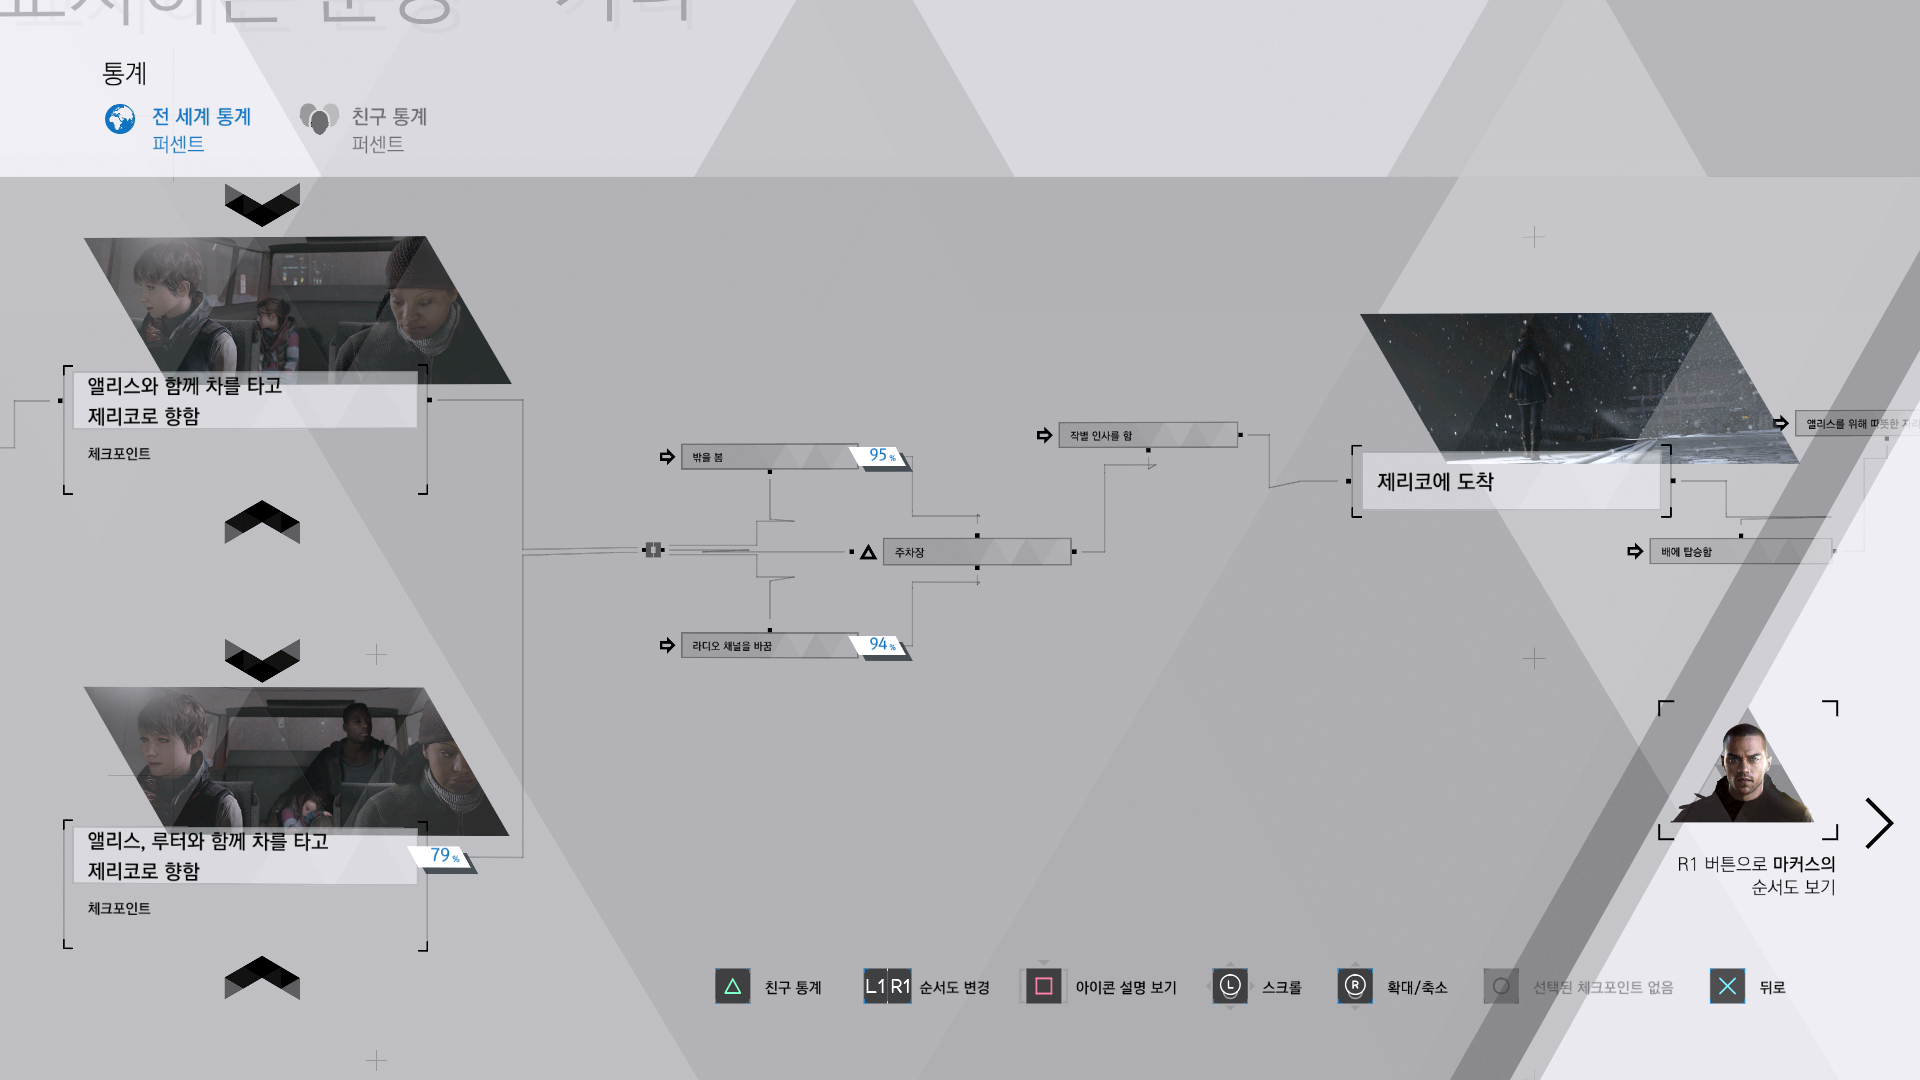 통계
전 세계 통계
퍼센트
친구 통계
퍼센트
앨리스와 함께 차를 타고
제리코로 향함
체크포인트
밖을 봄
95%
주차장
라디오 채널을 바꿈
94%
작별 인사를 함
제리코에 도착
앨리스를 위해 따뜻한 자리
배에 탑승함
앨리스, 루터와 함께 차를 타고
제리코로 향함
79%
체크포인트
R1 버튼으로 마커스의
순서도 보기
친구 통계
L1 R1 순서도 변경
아이콘 설명 보기
L 스크롤
R 확대/축소
선택된 체크포인트 없음
뒤로